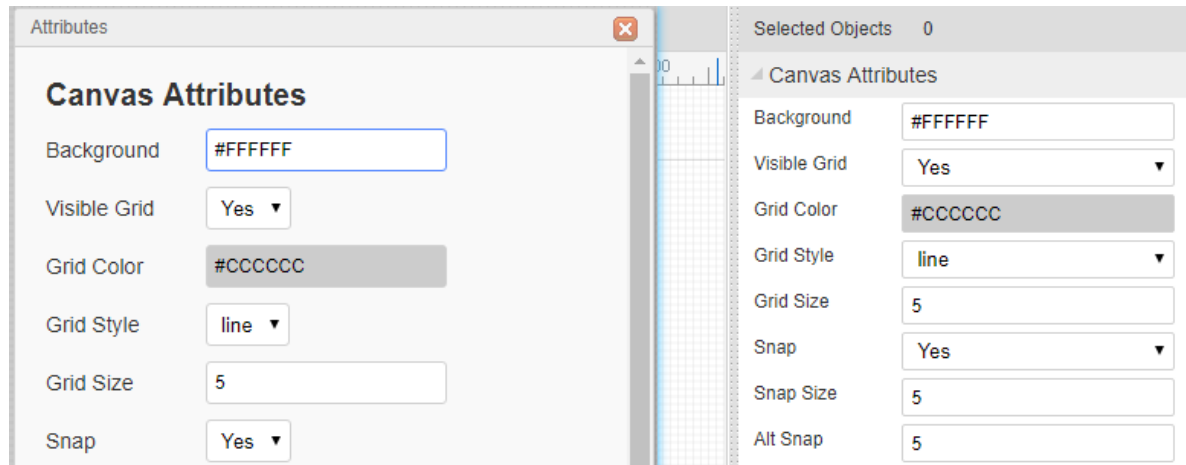 Attributes
Canvas Attributes
Background #FFFFFF
Visible Grid Yes
Grid Color #CCCCCC
Grid Style line
Grid Size 5
Snap Yes
Selected Objects 0
Canvas Attributes
Background #FFFFFF
Visible Grid Yes
Grid Color #CCCCCC
Grid Style line
Grid Size 5
Snap Yes
Snap Size 5
Alt Snap 5